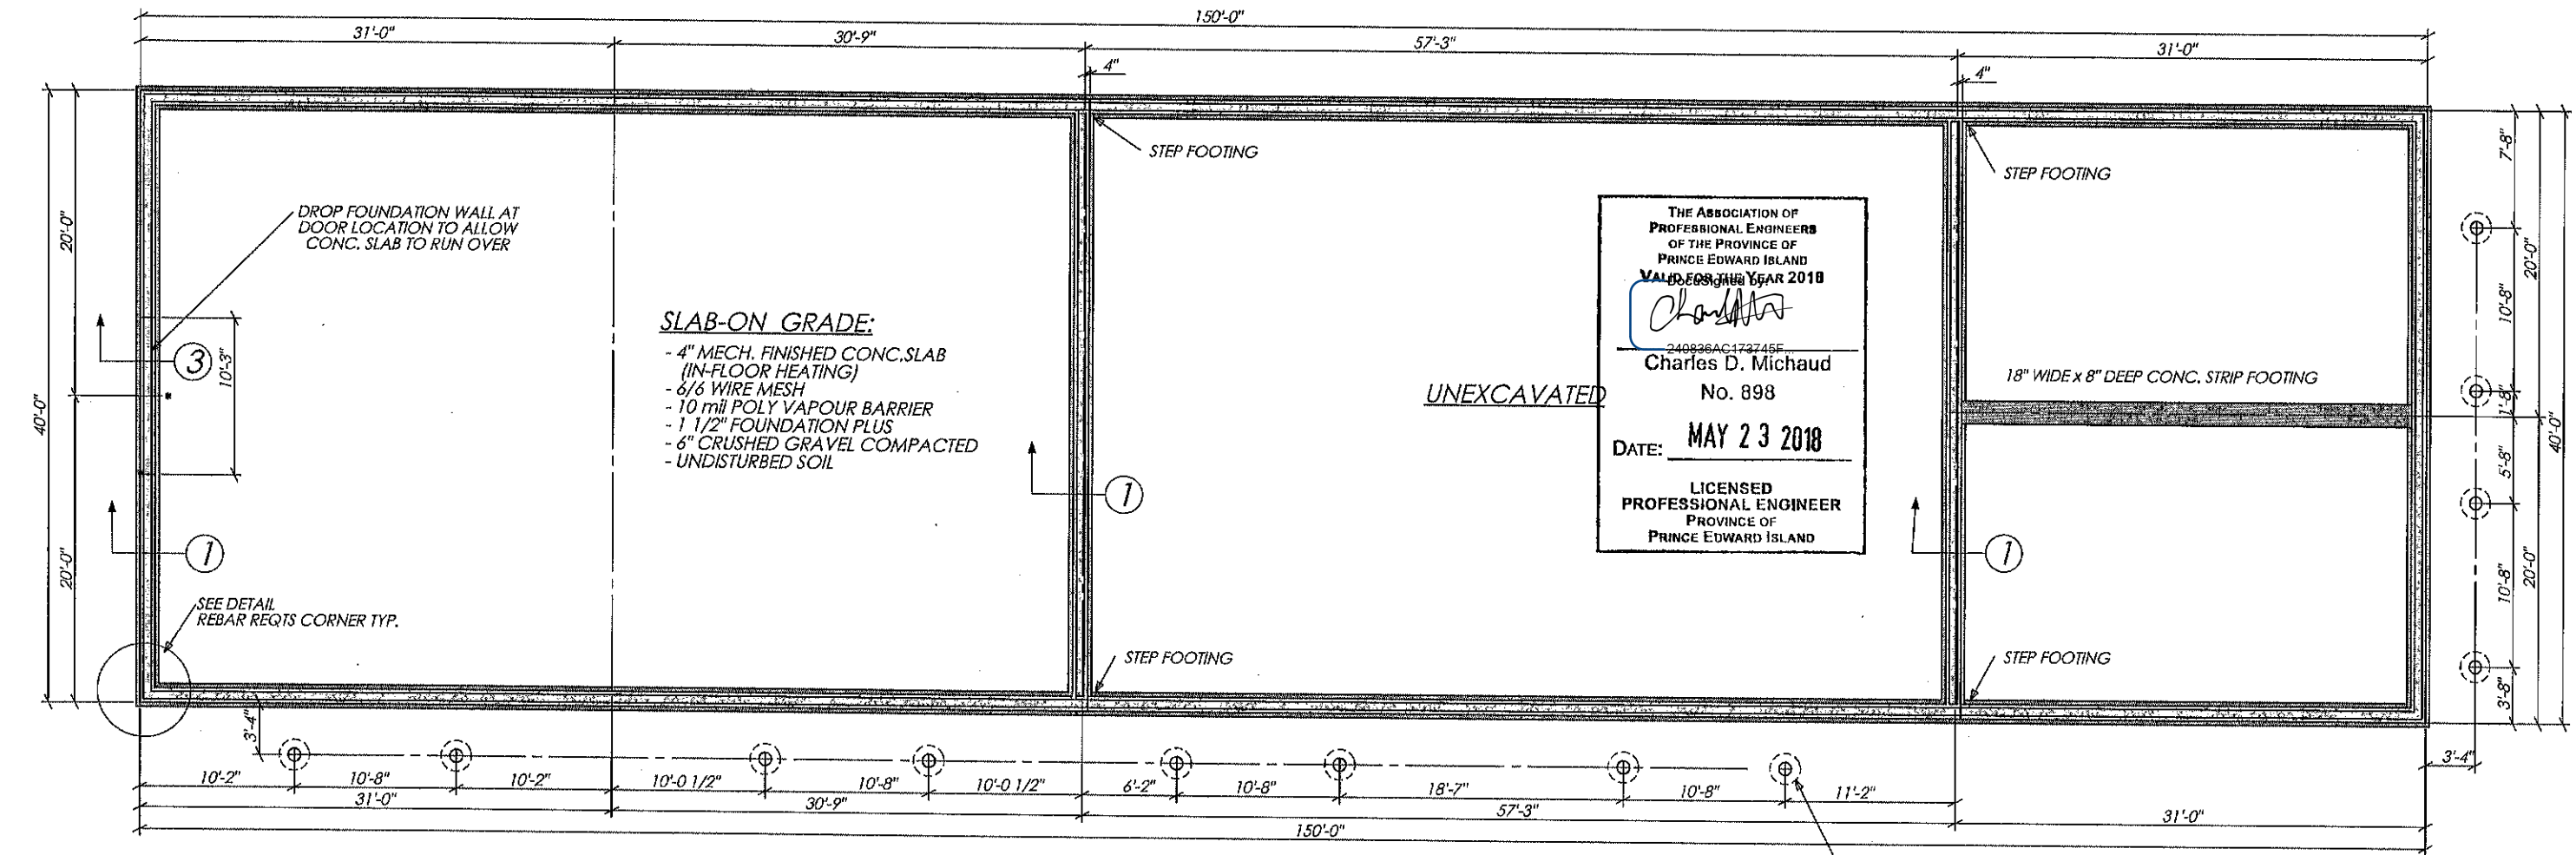 150'-0"
31'-0"
30'-9"
57'-3"
31'-0"
4"
4"
STEP FOOTING
STEP FOOTING
DROP FOUNDATION WALL AT
DOOR LOCATION TO ALLOW
CONC. SLAB TO RUN OVER
20'-0"
40'-0"
20'-0"
3
10'-3"
1
SLAB-ON GRADE:
- 4" MECH. FINISHED CONC.SLAB
(IN-FLOOR HEATING)
- 6/6 WIRE MESH
- 10 mil POLY VAPOUR BARRIER
- 1 1/2" FOUNDATION PLUS
- 6" CRUSHED GRAVEL COMPACTED
- UNDISTURBED SOIL
1
UNEXCAVATED
THE ASSOCIATION OF
PROFESSIONAL ENGINEERS
OF THE PROVINCE OF
PRINCE EDWARD ISLAND
VALID FOR THE YEAR 2018
DocuSigned by:
240836AC173745F...
Charles D. Michaud
No. 898
DATE: MAY 23 2018
LICENSED
PROFESSIONAL ENGINEER
PROVINCE OF
PRINCE EDWARD ISLAND
1
18" WIDE x 8" DEEP CONC. STRIP FOOTING
7'-8"
10'-8"
1'-8"
5'-8"
10'-8"
3'-8"
20'-0"
20'-0"
40'-0"
SEE DETAIL
REBAR REQTS CORNER TYP.
STEP FOOTING
STEP FOOTING
3'-4"
3'-4"
10'-2"
10'-8"
10'-2"
10'-0 1/2"
10'-8"
10'-0 1/2"
6'-2"
10'-8"
18'-7"
10'-8"
11'-2"
31'-0"
30'-9"
57'-3"
31'-0"
150'-0"